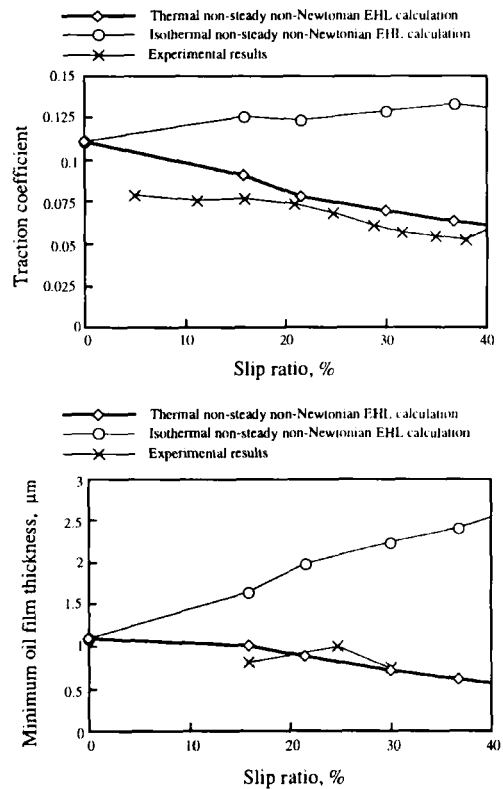 Thermal non-steady non-Newtonian EHL calculation
Isothermal non-steady non-Newtonian EHL calculation
Experimental results
0.15
0.125
0.1
0.075
0.05
0.025
0
0 10 20 30 40
Traction coefficient
Slip ratio, %
Thermal non-steady non-Newtonian EHL calculation
Isothermal non-steady non-Newtonian EHL calculation
Experimental results
3
2.5
2
1.5
1
0.5
0
0 10 20 30 40
Minimum oil film thickness, μm
Slip ratio, %